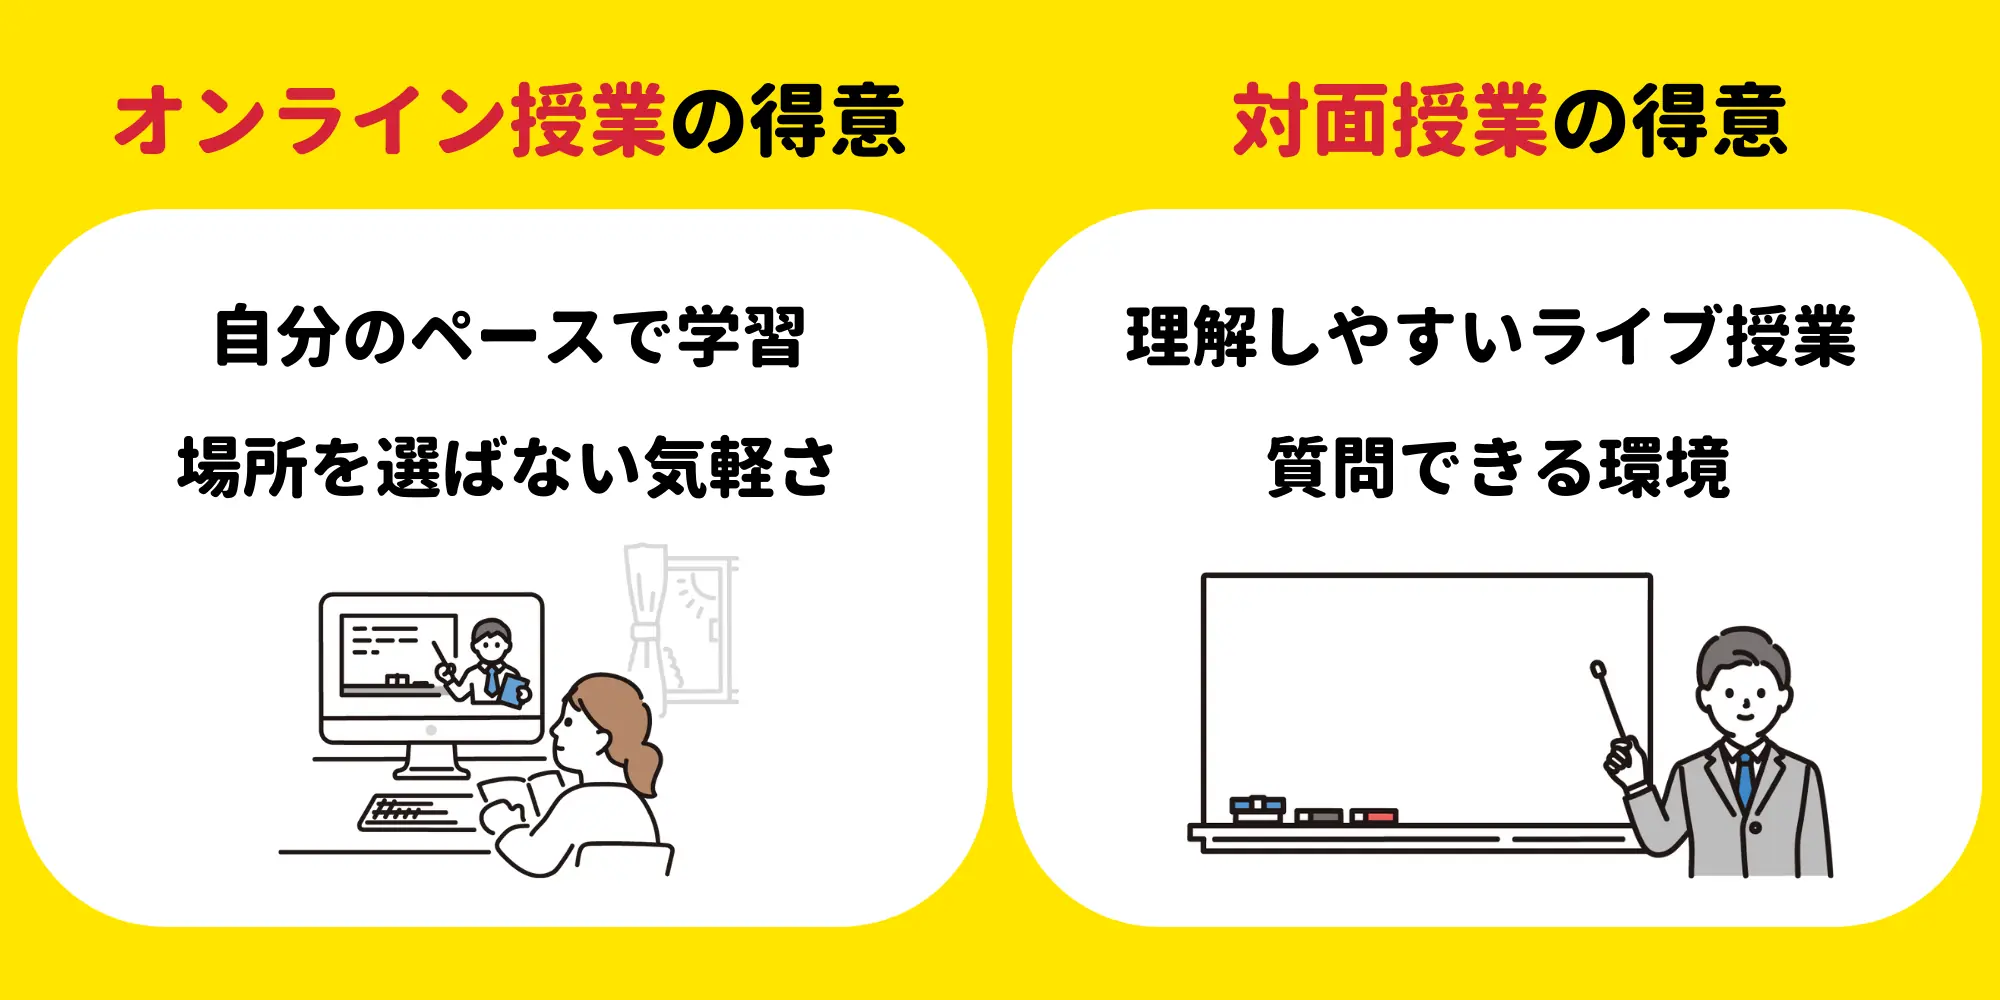 オンライン授業の得意
自分のペースで学習
場所を選ばない気軽さ
対面授業の得意
理解しやすいライブ授業
質問できる環境